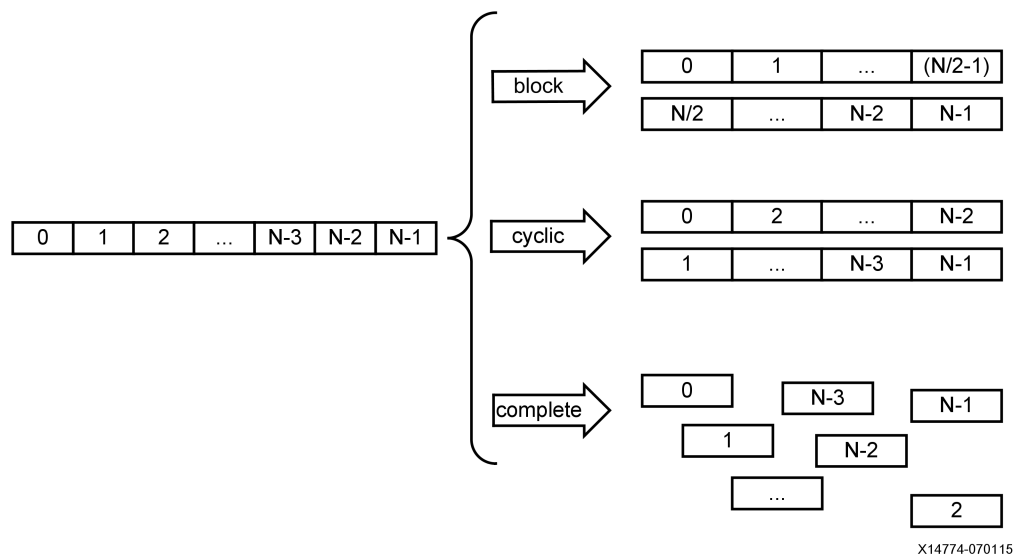 0 1 2 ... N-3 N-2 N-1
block
0 1 ... (N/2-1)
N/2 ... N-2 N-1
cyclic
0 2 ... N-2
1 ... N-3 N-1
complete
0 N-3 N-1
1 N-2
... 2
X14774-070115